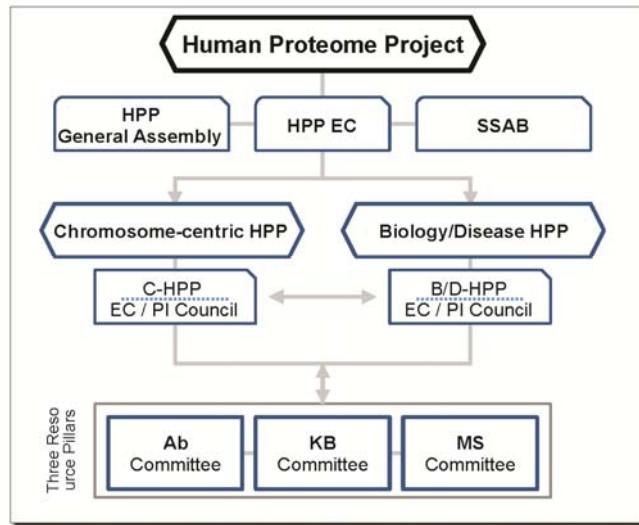 Human Proteome Project
HPP
General Assembly
HPP EC
SSAB
Chromosome-centric HPP
Biology/Disease HPP
C-HPP
EC / PI Council
B/D-HPP
EC / PI Council
Three Reso
urce Pillars
Ab
Committee
KB
Committee
MS
Committee